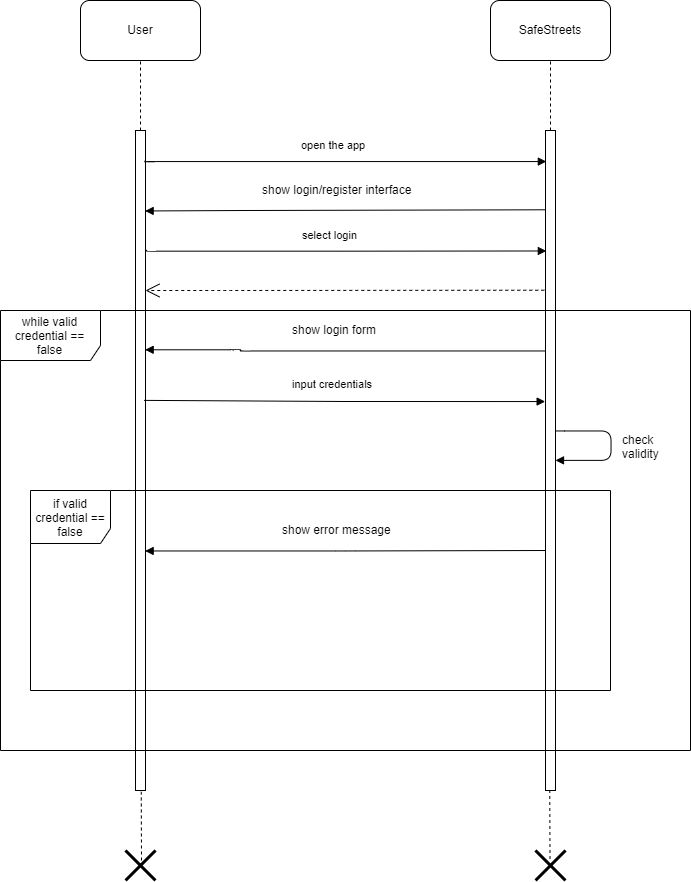 User
SafeStreets
open the app
show login/register interface
select login
while valid
credential ==
false
show login form
input credentials
check
validity
if valid
credential ==
false
show error message